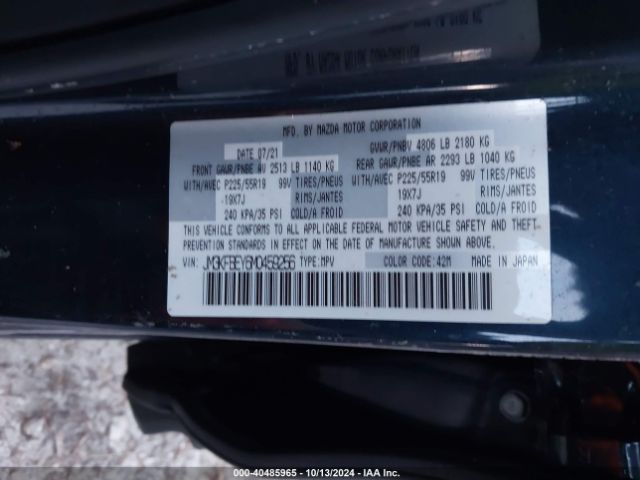 MFD. BY MAZDA MOTOR CORPORATION
DATE 07/21 GVWR/PNBV 4806 LB 2180 KG
FRONT GAWR/PNBE AV 2513 LB 1140 KG REAR GAWR/PNBE AR 2293 LB 1040 KG
WITH/AVEC P225/55R19 99V TIRES/PNEUS WITH/AVEC P225/55R19 99V TIRES/PNEUS
19X7J RIMS/JANTES 19X7J RIMS/JANTES
240 KPA/35 PSI COLD/A FROID 240 KPA/35 PSI COLD/A FROID
THIS VEHICLE CONFORMS TO ALL APPLICABLE FEDERAL MOTOR VEHICLE SAFETY AND THEFT
PREVENTION STANDARDS IN EFFECT ON THE DATE OF MANUFACTURE SHOWN ABOVE.
VIN: JM3KFBEY6M0459256 TYPE:MPV COLOR CODE:42M MADE IN JAPAN
000-40485965 - 10/13/2024 - IAA Inc.